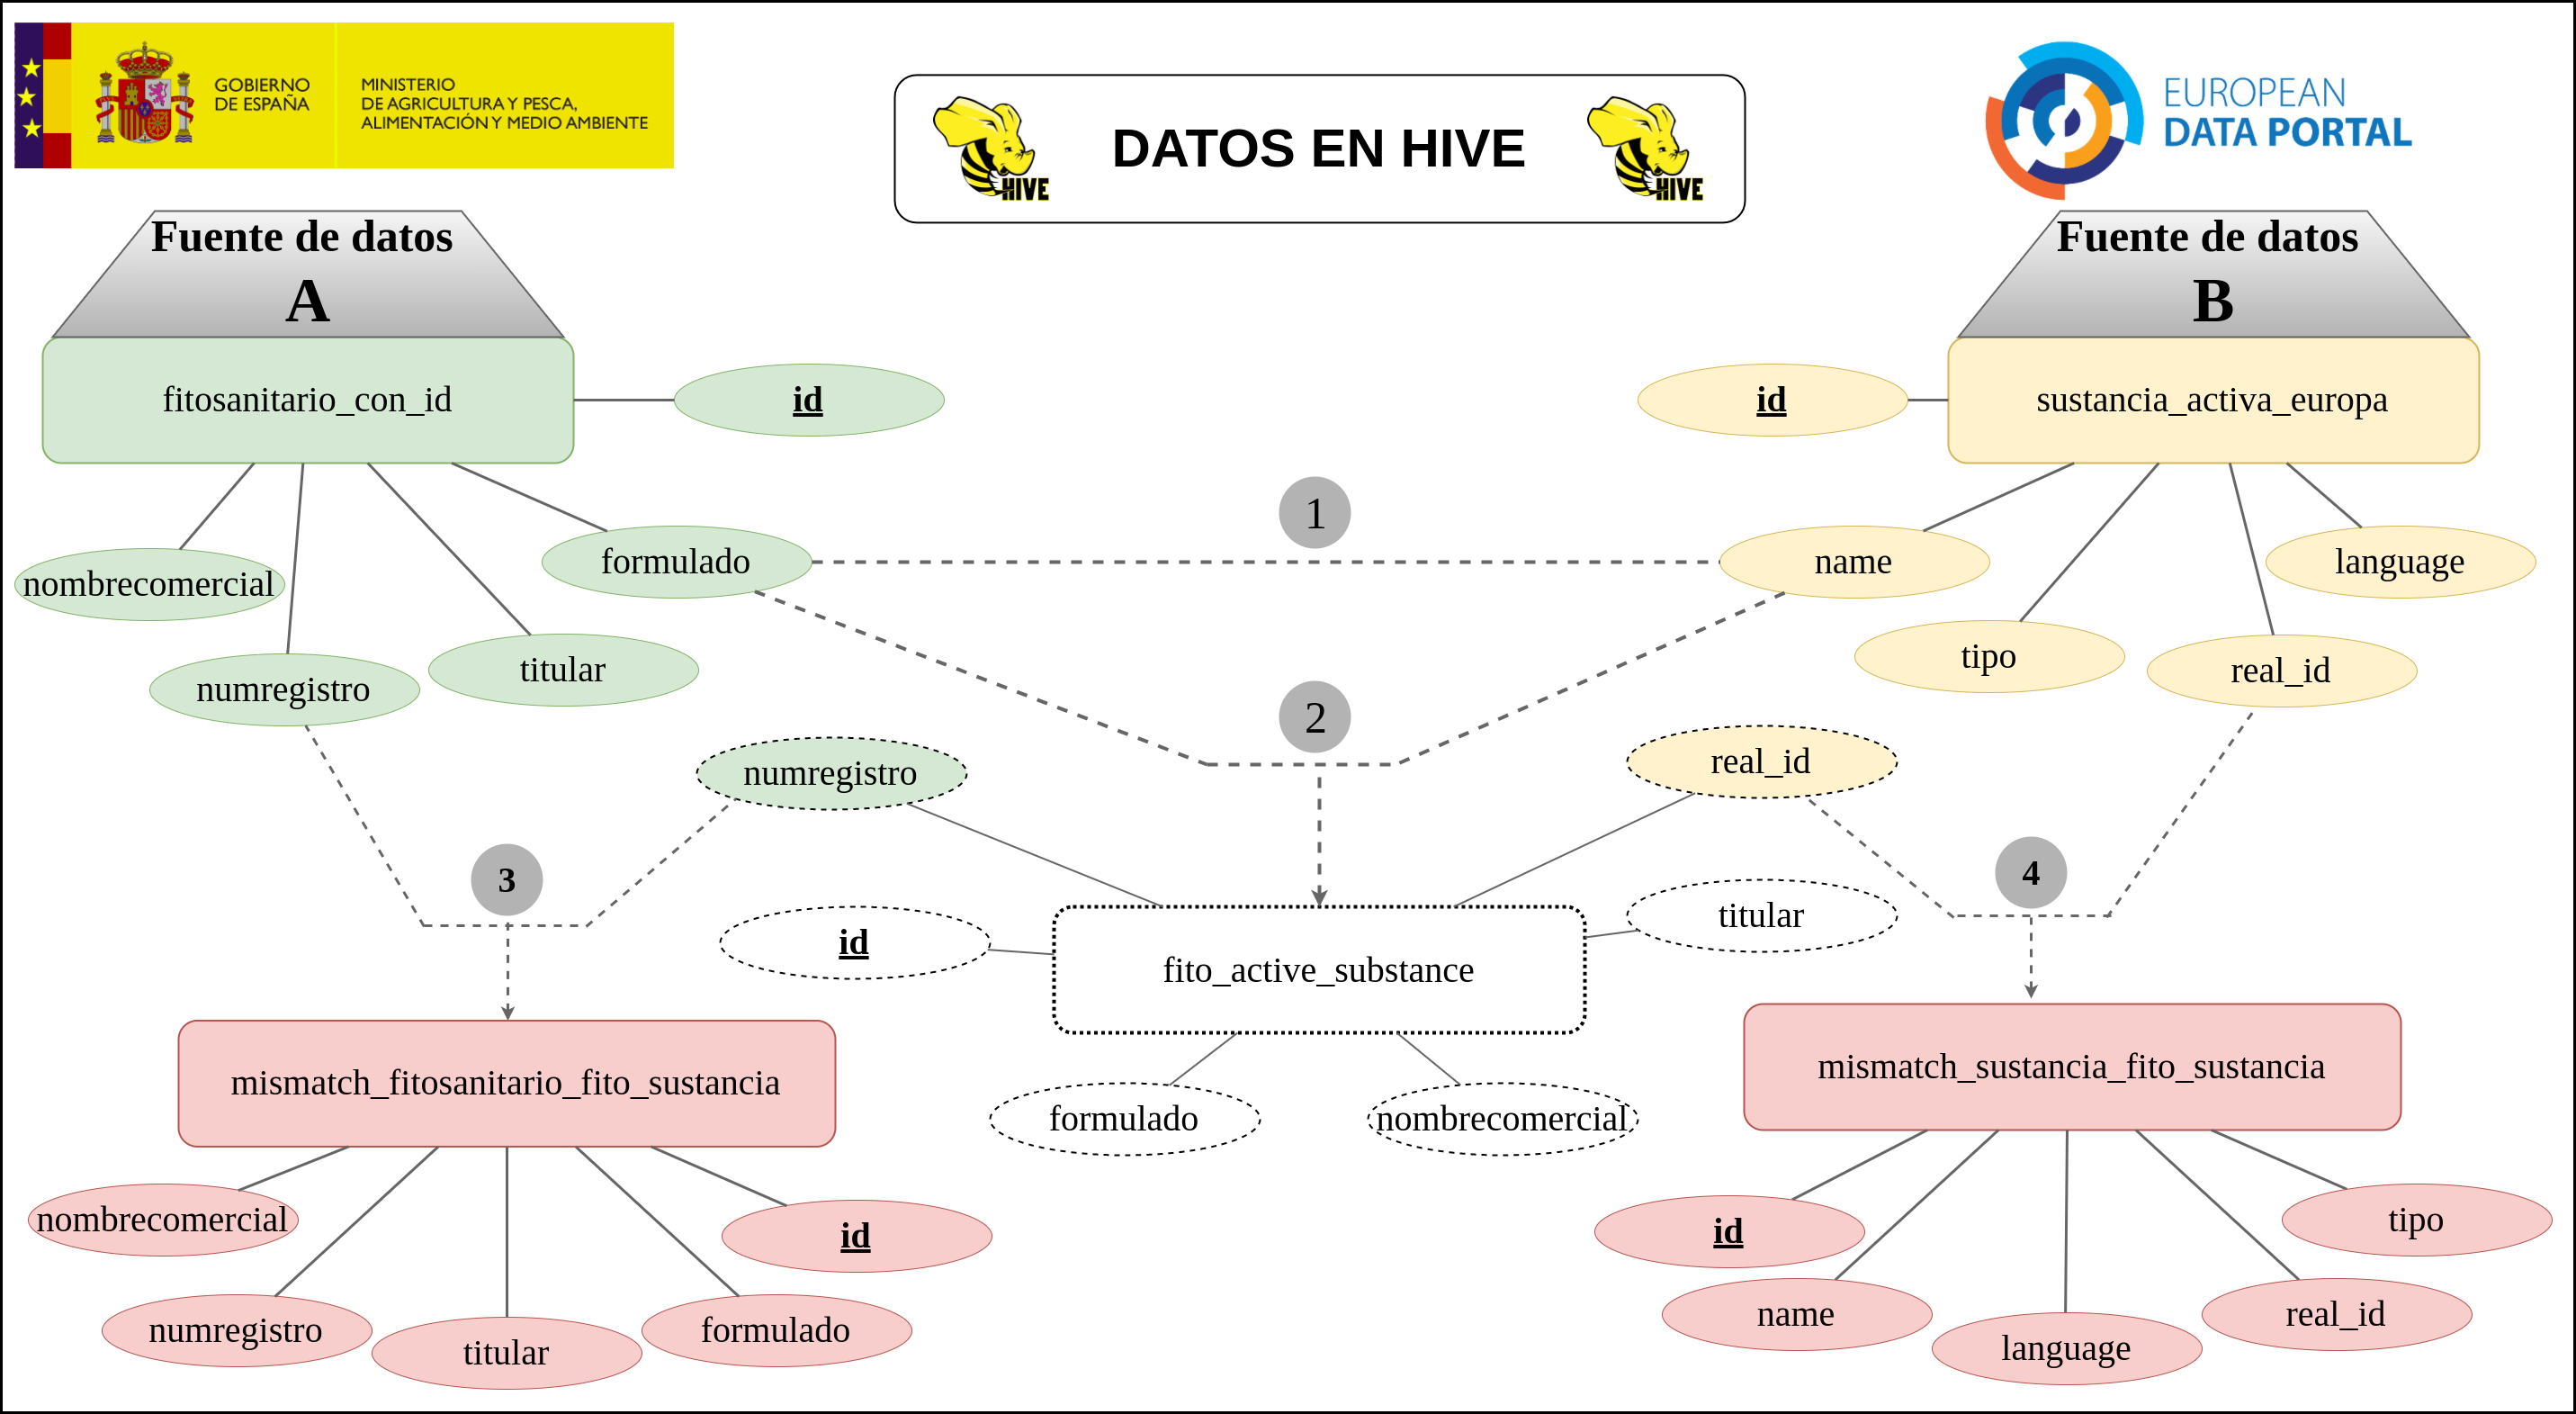 GOBIERNO
DE ESPAÑA
MINISTERIO
DE AGRICULTURA Y PESCA,
ALIMENTACIÓN Y MEDIO AMBIENTE
HIVE
DATOS EN HIVE
HIVE
EUROPEAN
DATA PORTAL
Fuente de datos
A
Fuente de datos
B
fitosanitario_con_id
id
id
sustancia_activa_europa
1
nombrecomercial
formulado
name
language
numregistro
titular
tipo
real_id
2
numregistro
real_id
3
4
id
titular
fito_active_substance
mismatch_fitosanitario_fito_sustancia
mismatch_sustancia_fito_sustancia
formulado
nombrecomercial
nombrecomercial
id
id
tipo
numregistro
titular
formulado
name
language
real_id